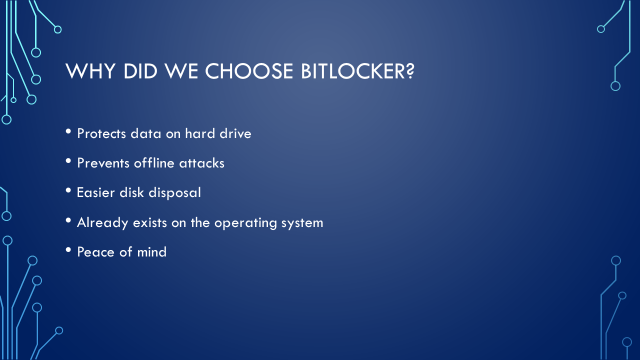 WHY DID WE CHOOSE BITLOCKER?
• Protects data on hard drive
• Prevents offline attacks
• Easier disk disposal
• Already exists on the operating system
• Peace of mind